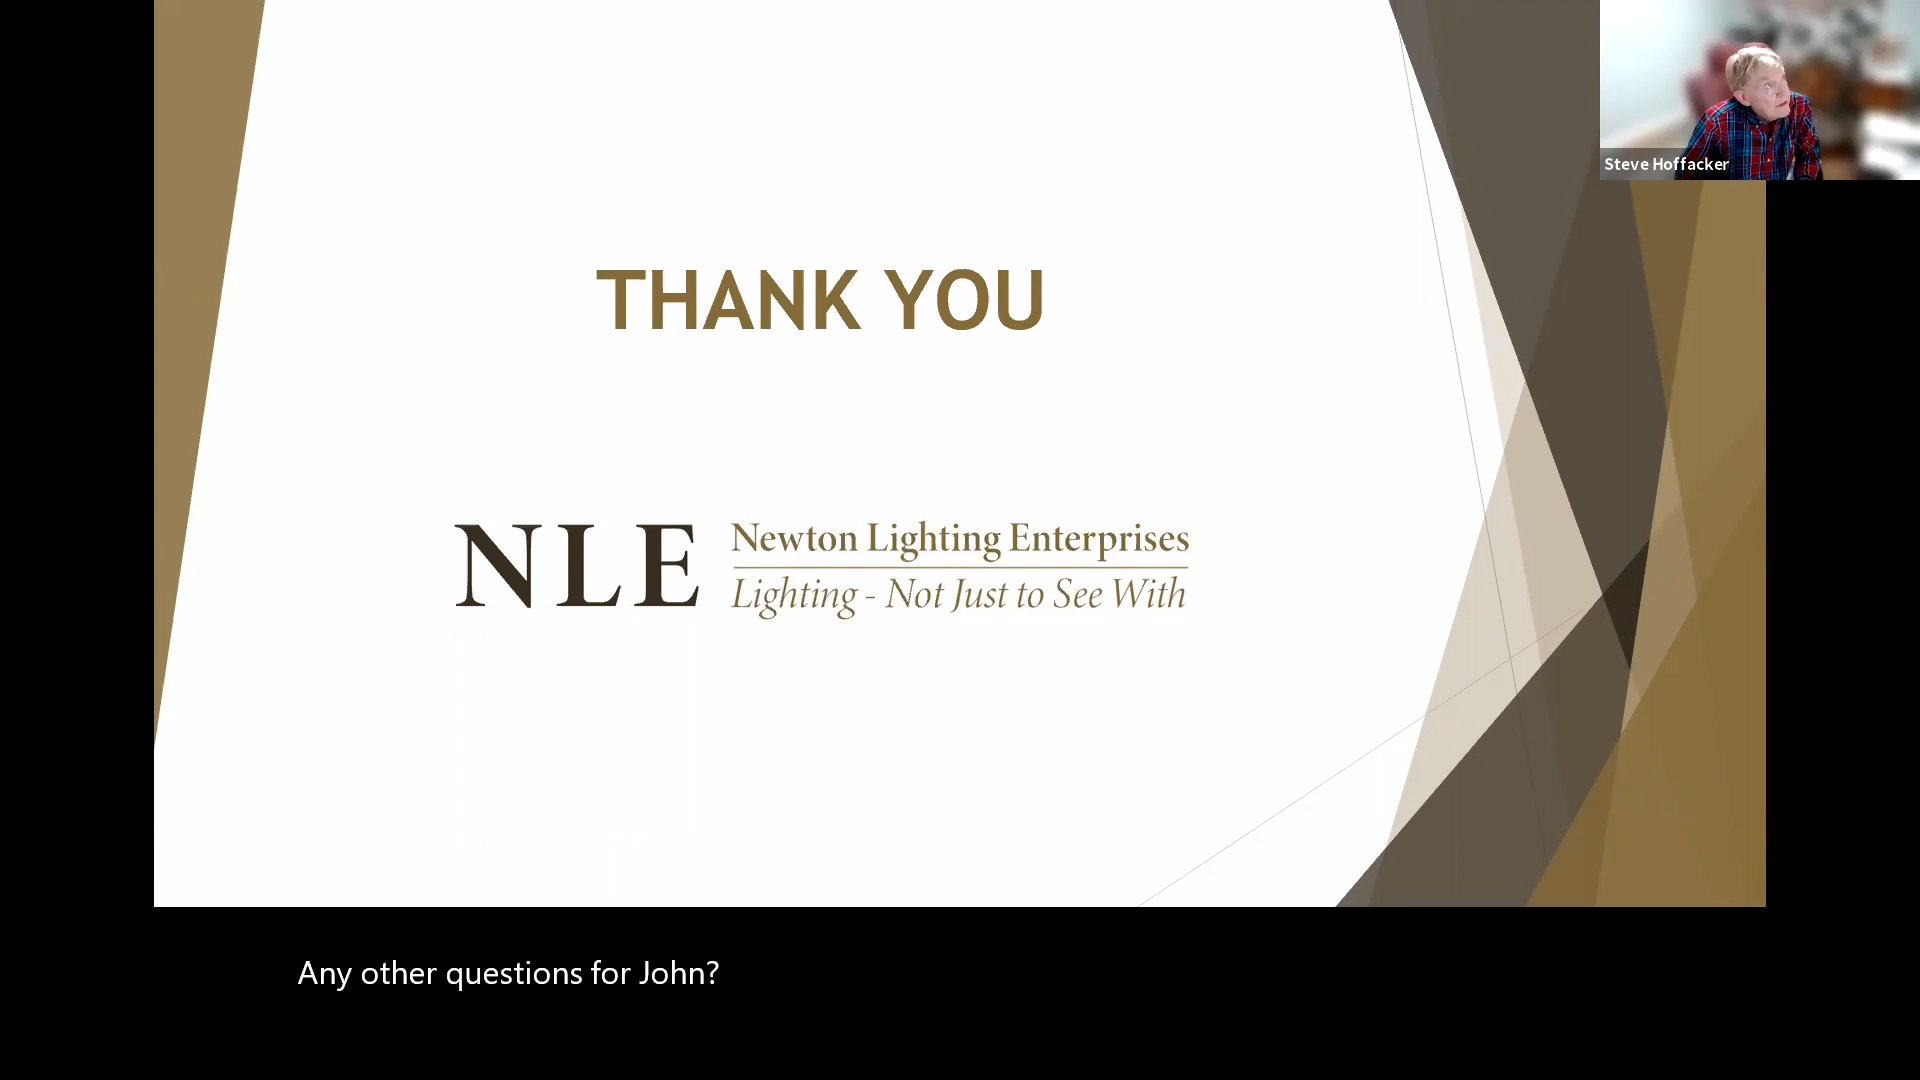 Steve Hoffacker
THANK YOU
NLE
Newton Lighting Enterprises
Lighting - Not Just to See With
Any other questions for John?